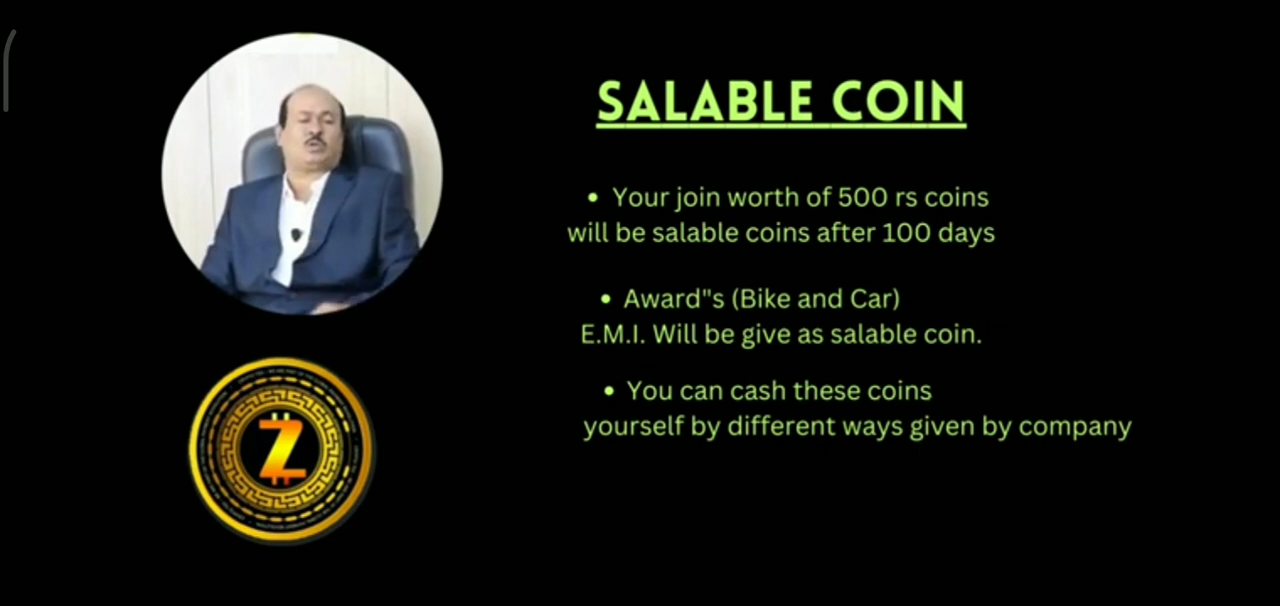 SALABLE COIN
• Your join worth of 500 rs coins
will be salable coins after 100 days
• Award"s (Bike and Car)
E.M.I. Will be give as salable coin.
• You can cash these coins
yourself by different ways given by company
Z